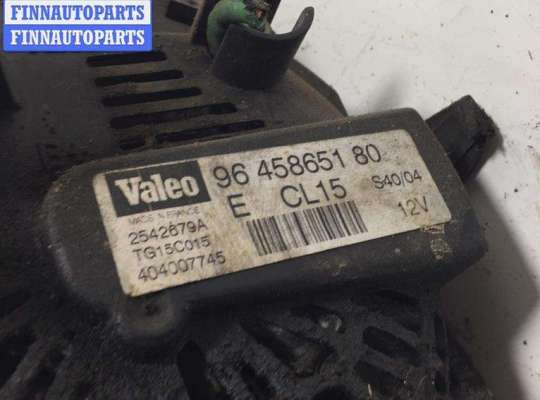 FINNAUTOPARTS
FINNAUTOPARTS
Valeo
96 458651 80
E CL15 S40/04
MADE IN FRANCE
2542679A
12V
TG15C015
404007745